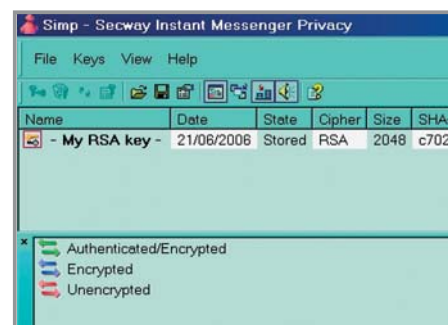 Simp - Secway Instant Messenger Privacy
File Keys View Help
Name Date State Cipher Size SHA
- My RSA key - 21/06/2006 Stored RSA 2048 c702
Authenticated/Encrypted
Encrypted
Unencrypted